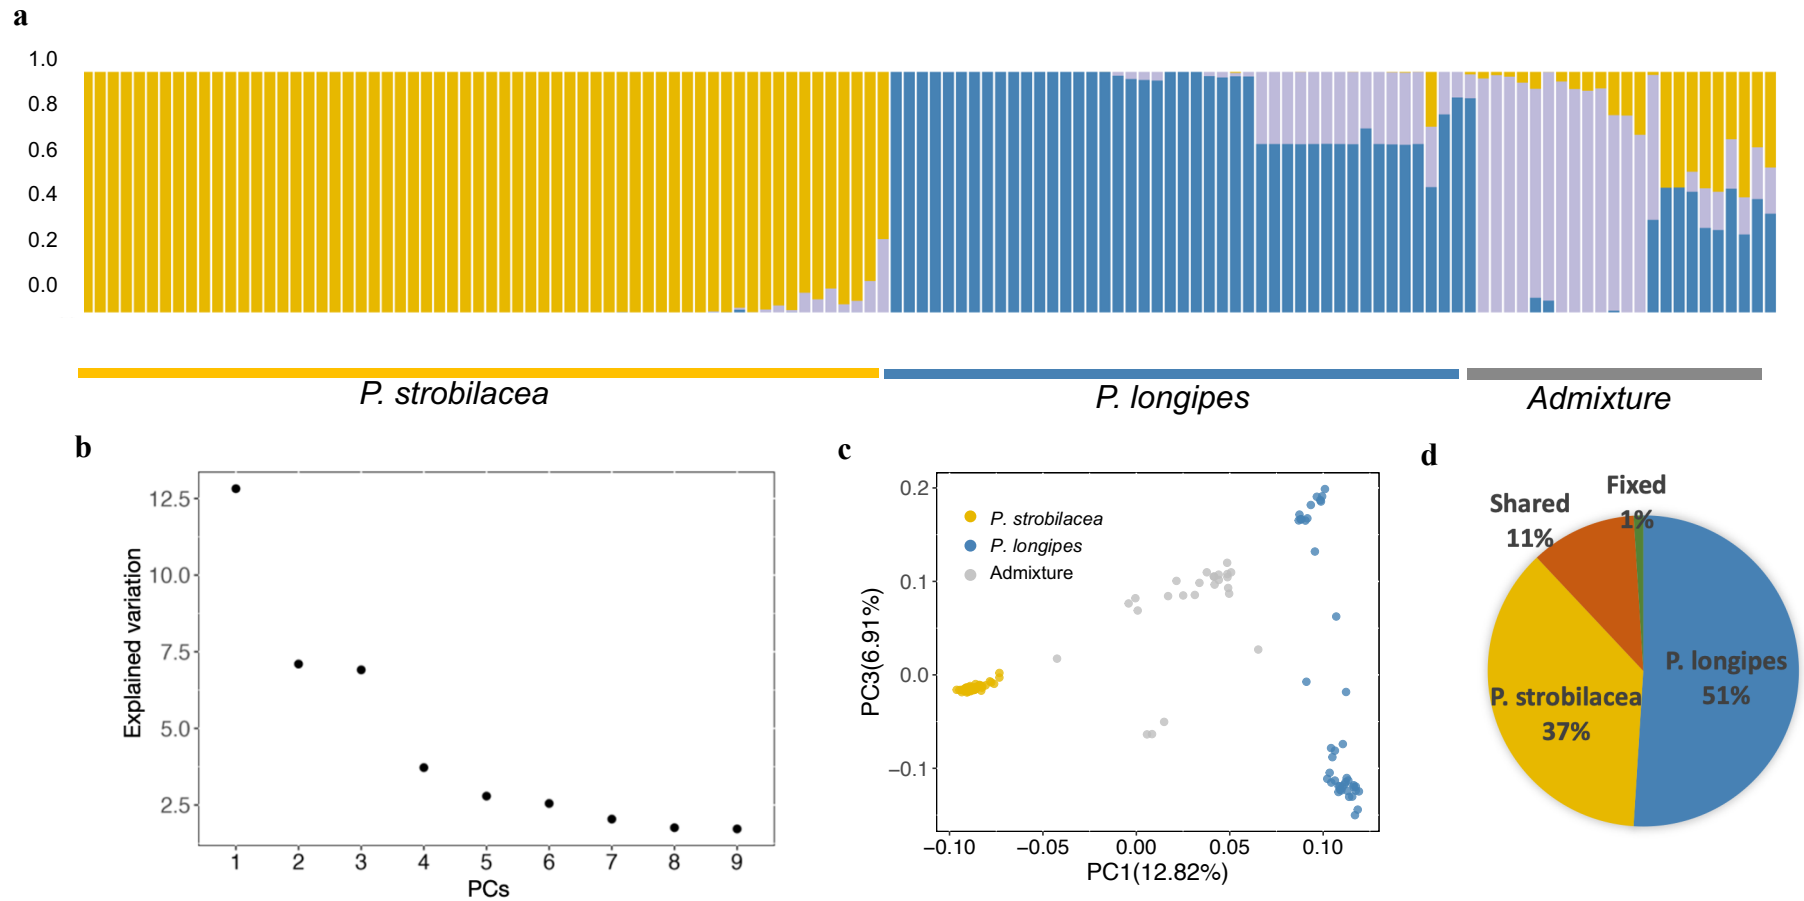 a
1.0
0.8
0.6
0.4
0.2
0.0
P. strobilacea
P. longipes
Admixture
b
Explained variation
12.5
10.0
7.5
5.0
2.5
1 2 3 4 5 6 7 8 9
PCs
c
PC3(6.91%)
0.2
0.1
0.0
−0.1
P. strobilacea
P. longipes
Admixture
−0.10 −0.05 0.00 0.05 0.10
PC1(12.82%)
d
Fixed
1%
Shared
11%
P. longipes
51%
P. strobilacea
37%